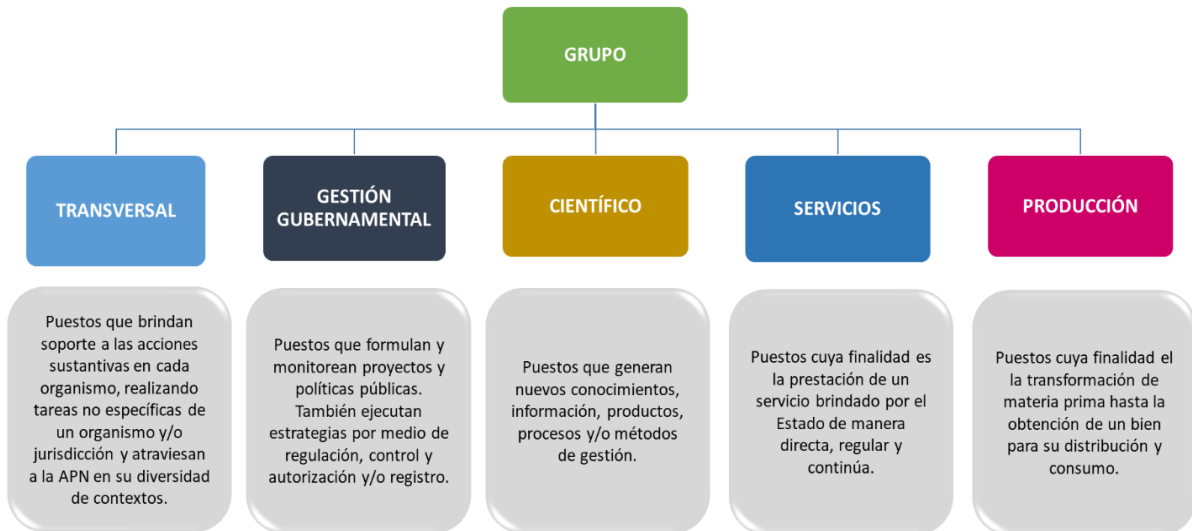 GRUPO
TRANSVERSAL
GESTIÓN
GUBERNAMENTAL
CIENTÍFICO
SERVICIOS
PRODUCCIÓN
Puestos que brindan
soporte a las acciones
sustantivas en cada
organismo, realizando
tareas no específicas de
un organismo y/o
jurisdicción y atraviesan
a la APN en su diversidad
de contextos.
Puestos que formulan y
monitorean proyectos y
políticas públicas.
También ejecutan
estrategias por medio de
regulación, control y
autorización y/o registro.
Puestos que generan
nuevos conocimientos,
información, productos,
procesos y/o métodos
de gestión.
Puestos cuya finalidad es
la prestación de un
servicio brindado por el
Estado de manera
directa, regular y
continúa.
Puestos cuya finalidad el
la transformación de
materia prima hasta la
obtención de un bien
para su distribución y
consumo.